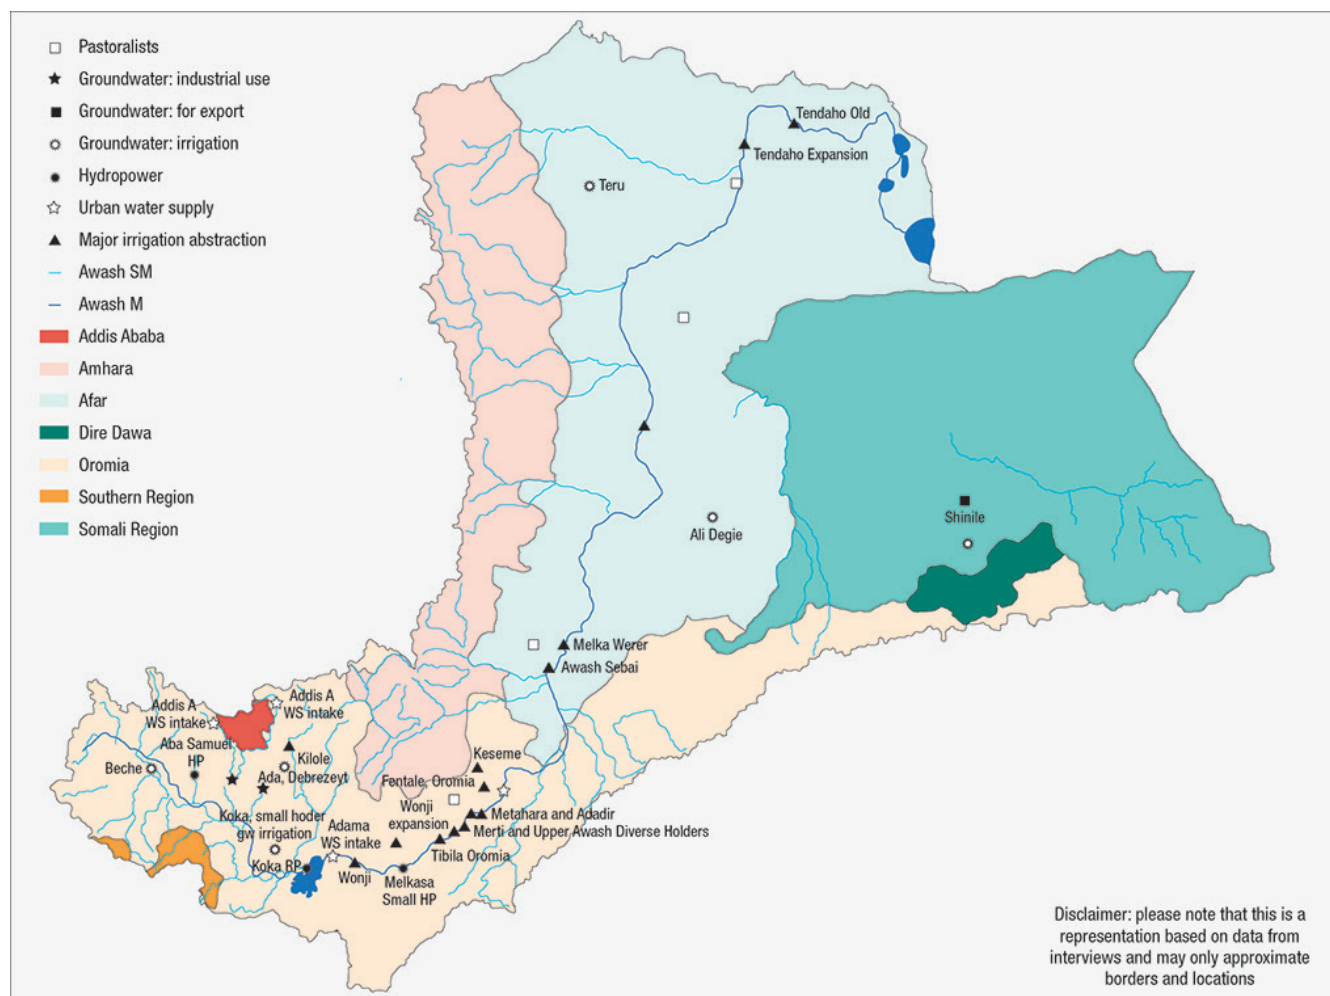 Pastoralists
Groundwater: industrial use
Groundwater: for export
Groundwater: irrigation
Hydropower
Urban water supply
Major irrigation abstraction
Awash SM
Awash M
Addis Ababa
Amhara
Afar
Dire Dawa
Oromia
Southern Region
Somali Region
Tendaho Old
Tendaho Expansion
Teru
Shinile
Ali Degie
Melka Werer
Awash Sebai
Addis A
WS intake
Addis A
WS intake
Aba Samuel
HP
Beche
Kilole
Ada, Debrezeyt
Keseme
Fentale, Oromia
Wonji
expansion
Metahara and Adadir
Merti and Upper Awash Diverse Holders
Koka, small hoder
gw irrigation
Adama
WS intake
Tibila Oromia
Koka RP
Wonji
Melkasa
Small HP
Disclaimer: please note that this is a
representation based on data from
interviews and may only approximate
borders and locations